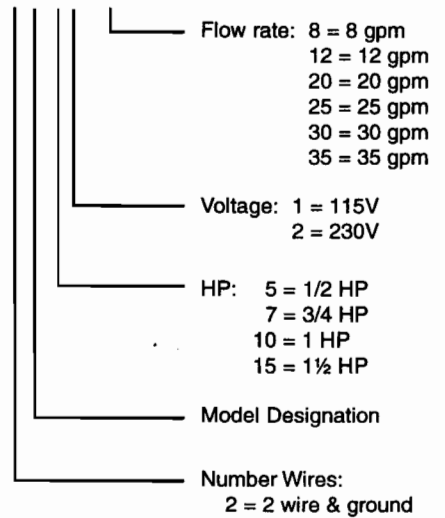 Flow rate: 8 = 8 gpm
12 = 12 gpm
20 = 20 gpm
25 = 25 gpm
30 = 30 gpm
35 = 35 gpm
Voltage: 1 = 115V
2 = 230V
HP: 5 = 1/2 HP
7 = 3/4 HP
10 = 1 HP
15 = 1½ HP
Model Designation
Number Wires:
2 = 2 wire & ground